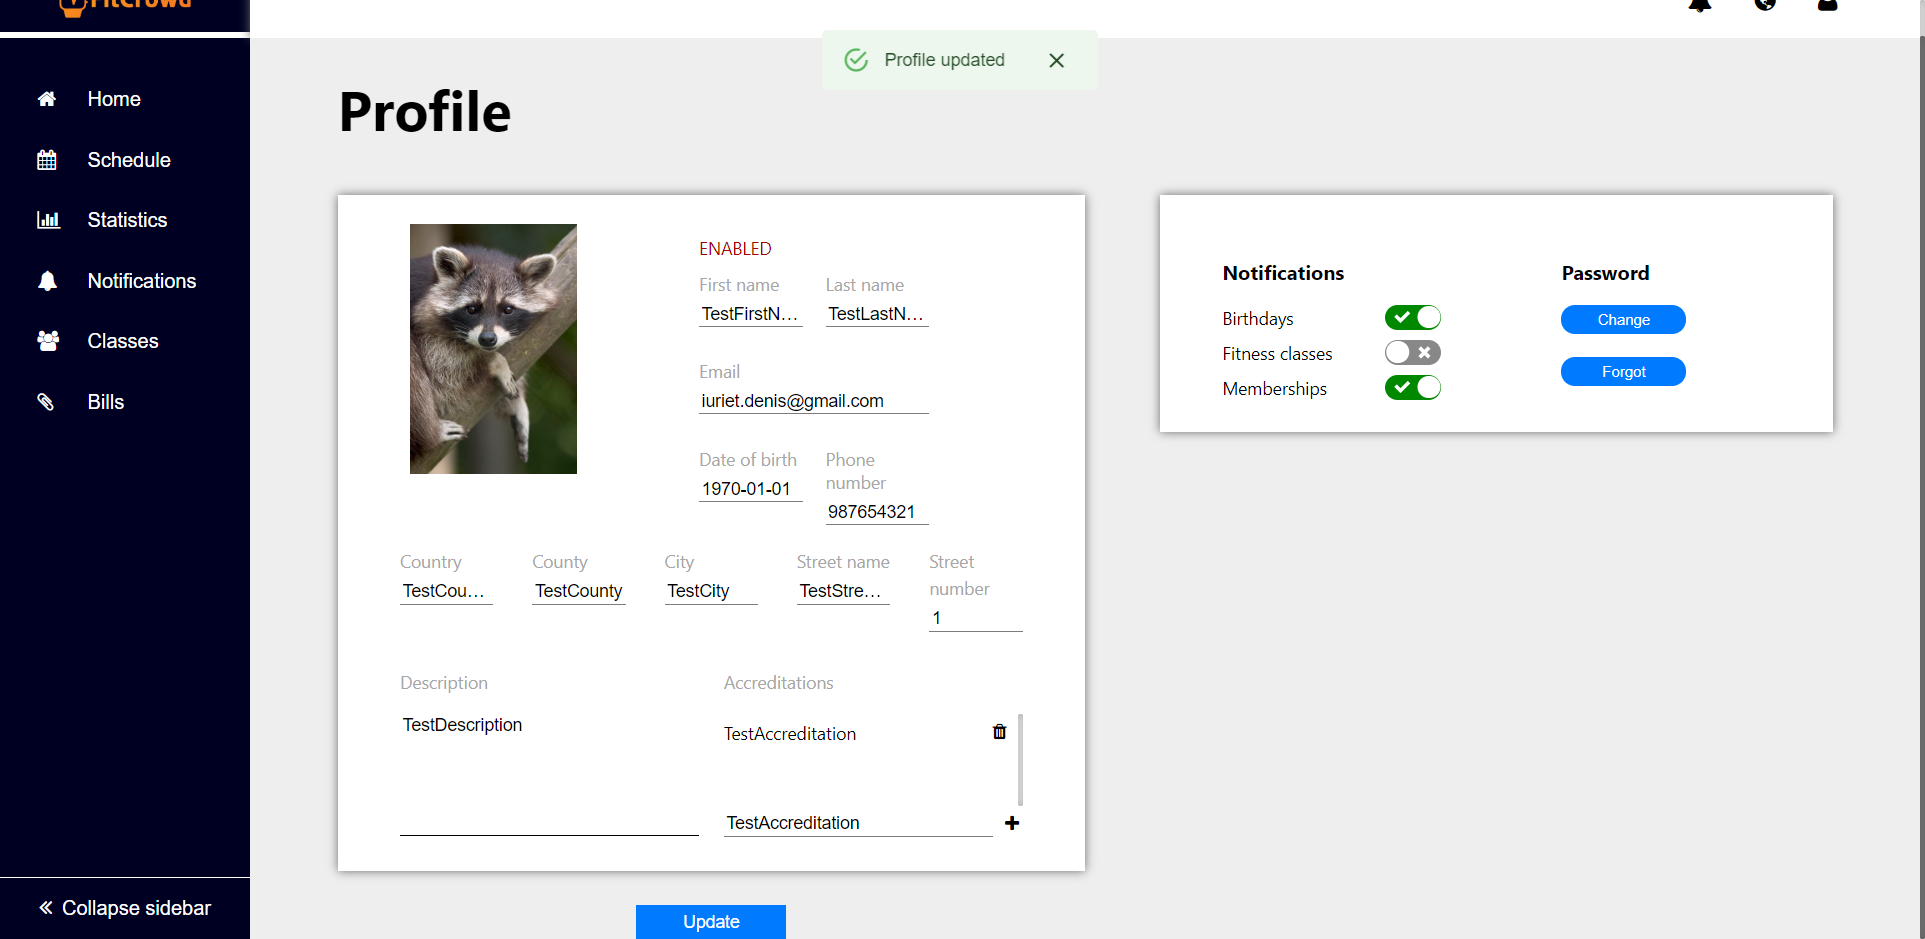 FitCrowd
Profile updated
Home
Schedule
Statistics
Notifications
Classes
Bills
Collapse sidebar
Profile
ENABLED
First name
Last name
TestFirstN...
TestLastN...
Email
iuriet.denis@gmail.com
Date of birth
Phone
number
1970-01-01
987654321
Country
County
City
Street name
Street
number
TestCou...
TestCounty
TestCity
TestStre...
1
Description
Accreditations
TestDescription
TestAccreditation
TestAccreditation
Update
Notifications
Birthdays
Fitness classes
Memberships
Password
Change
Forgot